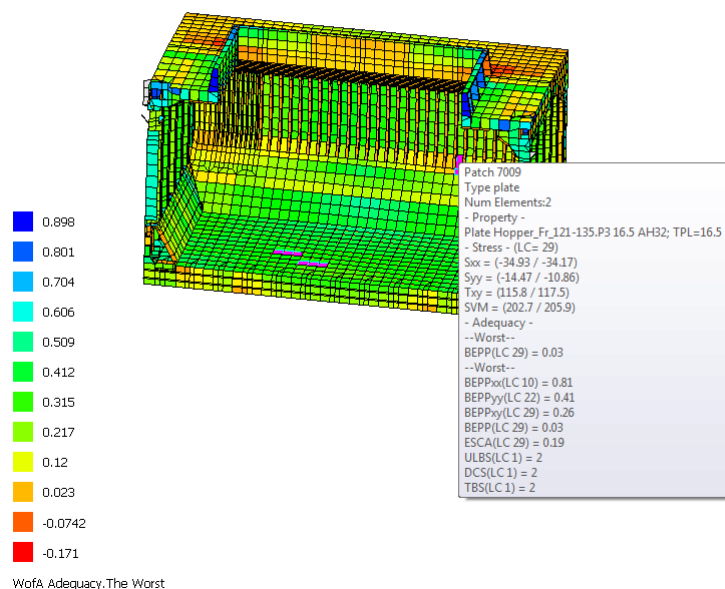 Patch 7009
Type plate
Num Elements:2
- Property -
Plate Hopper_Fr_121-135.P3 16.5 AH32; TPL=16.5
- Stress - (LC= 29)
Sxx = (-34.93 / -34.17)
Syy = (-14.47 / -10.86)
Txy = (115.8 / 117.5)
SVM = (202.7 / 205.9)
- Adequacy -
--Worst--
BEPP(LC 29) = 0.03
--Worst--
BEPPxx(LC 10) = 0.81
BEPPyy(LC 22) = 0.41
BEPPxy(LC 29) = 0.26
BEPP(LC 29) = 0.03
ESCA(LC 29) = 0.19
ULBS(LC 1) = 2
DCS(LC 1) = 2
TBS(LC 1) = 2
0.898
0.801
0.704
0.606
0.509
0.412
0.315
0.217
0.12
0.023
-0.0742
-0.171
WofA Adequacy.The Worst